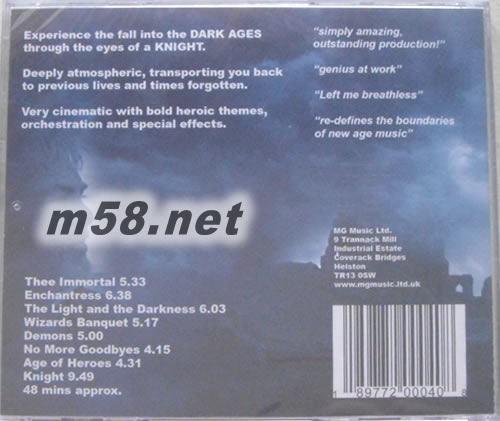 Experience the fall into the DARK AGES
through the eyes of a KNIGHT.
Deeply atmospheric, transporting you back
to previous lives and times forgotten.
Very cinematic with bold heroic themes,
orchestration and special effects.
"simply amazing,
outstanding production!"
"genius at work"
"Left me breathless"
"re-defines the boundaries
of new age music"
m58.net
MG Music Ltd.
9 Trannack Mill
Industrial Estate
Coverack Bridges
Helston
TR13 0SW
www.mgmusic.ltd.uk
Thee Immortal 5.33
Enchantress 6.38
The Light and the Darkness 6.03
Wizards Banquet 5.17
Demons 5.00
No More Goodbyes 4.15
Age of Heroes 4.31
Knight 9.49
48 mins approx.
1 89772 00040 8